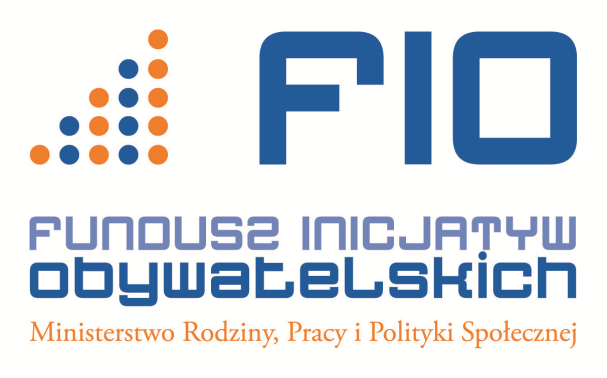 FIO
FUNDUSZ INICJATYW
obywatelskich
Ministerstwo Rodziny, Pracy i Polityki Społecznej